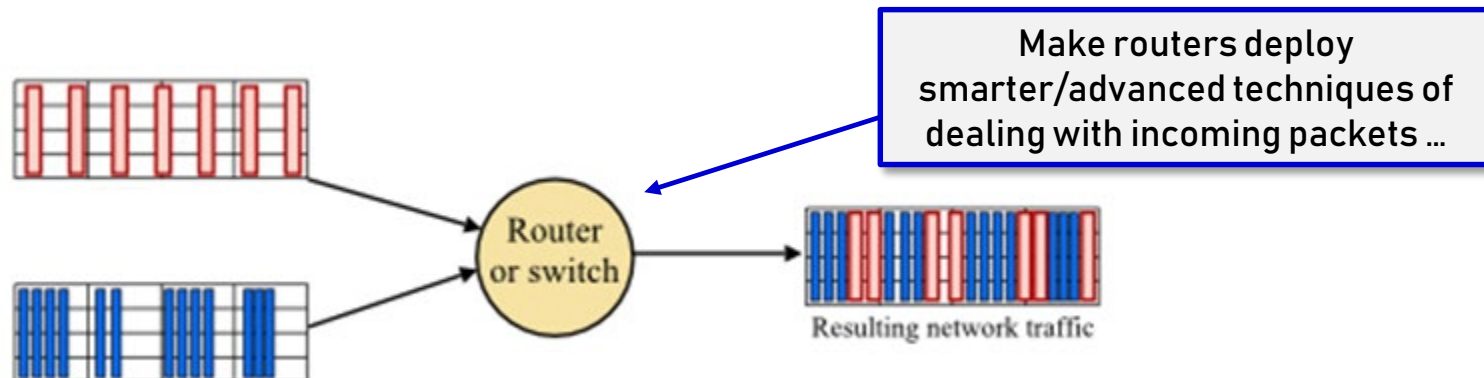 Make routers deploy
smarter/advanced techniques of
dealing with incoming packets ...
Router
or switch
Resulting network traffic